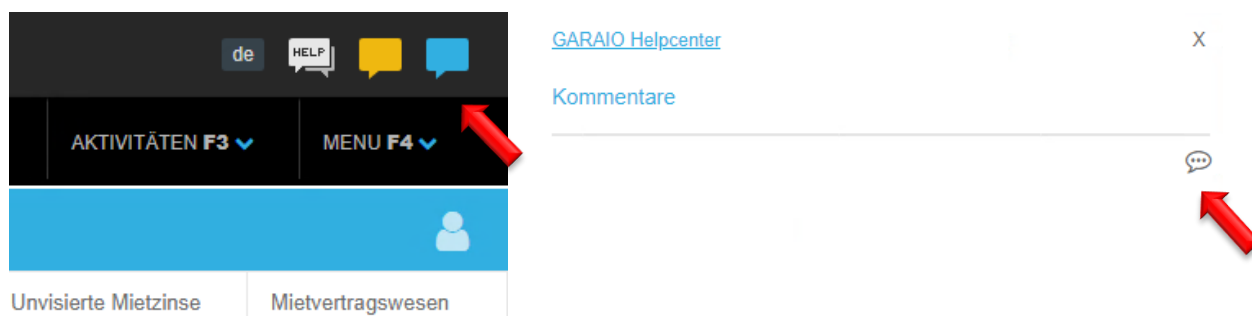 de HELP
AKTIVITÄTEN F3 MENU F4
Unvisierte Mietzinse Mietvertragswesen
GARAIO Helpcenter X
Kommentare